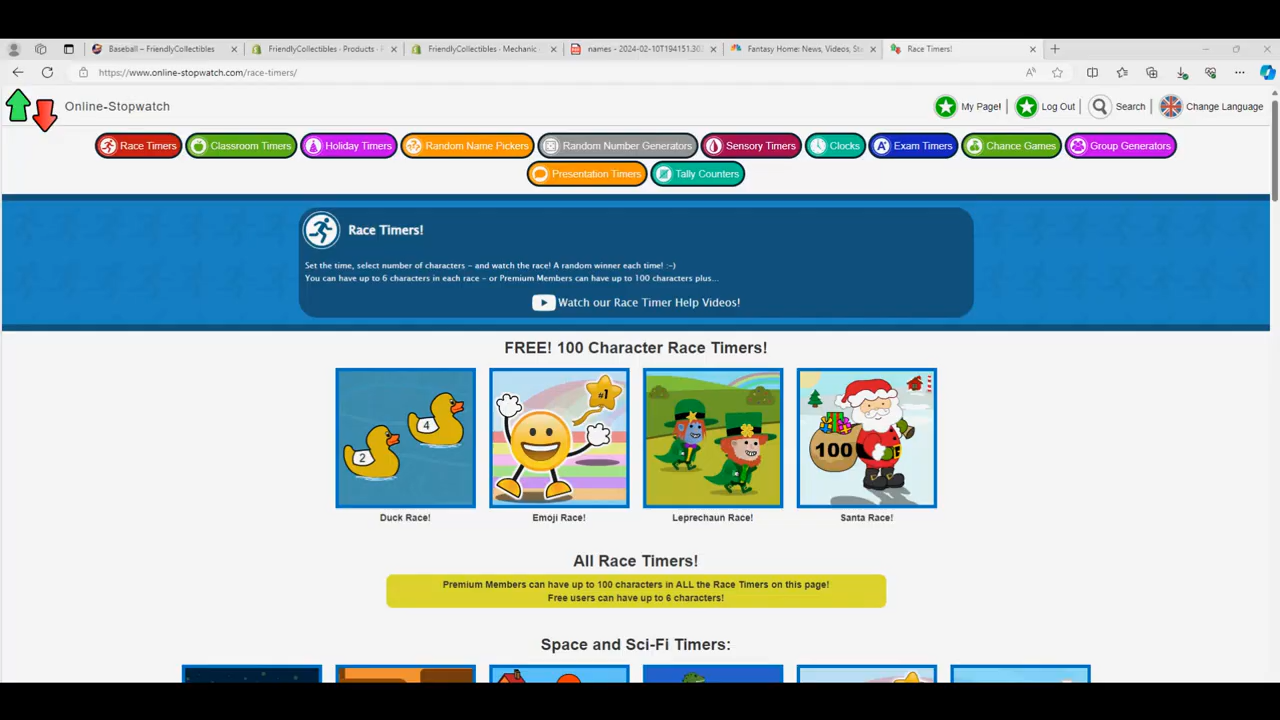 Baseball – FriendlyCollectibles
FriendlyCollectibles - Products - 
FriendlyCollectibles - Mechanic
names - 2024-02-10T194151.30
Fantasy Home: News, Videos, St
Race Timers!
https://www.online-stopwatch.com/race-timers/
Online-Stopwatch
My Page! | Log Out | Search | Change Language
Race Timers Classroom Timers Holiday Timers Random Name Pickers Random Number Generators Sensory Timers Clocks Exam Timers Chance Games Group Generators
Presentation Timers Tally Counters
Race Timers!
Set the time, select number of characters - and watch the race! A random winner each time! :-)
You can have up to 6 characters in each race - or Premium Members can have up to 100 characters plus...
Watch our Race Timer Help Videos!
FREE! 100 Character Race Timers!
2 4 #1 100
Duck Race! Emoji Race! Leprechaun Race! Santa Race!
All Race Timers!
Premium Members can have up to 100 characters in ALL the Race Timers on this page!
Free users can have up to 6 characters!
Space and Sci-Fi Timers: